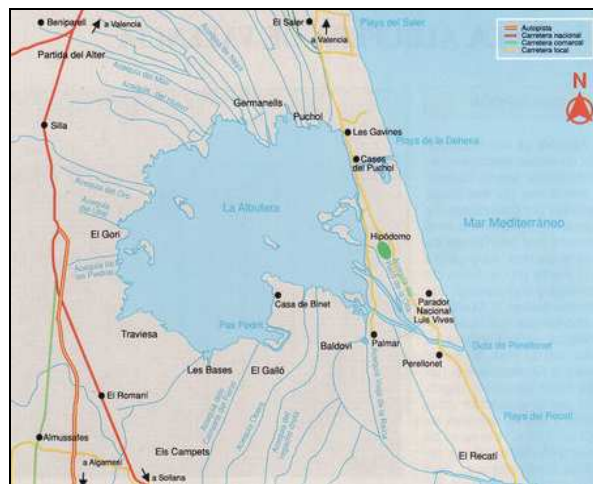 Beniparell
a Valencia
El Saler
a Valencia
Playa del Saler
Autopista
Carretera nacional
Carretera comarcal
Carretera local
Partida del Alter
N
Germanells
Puchol
Silla
Les Gavines
Playa de la Dehesa
Cases
del Puchol
La Albufera
Mar Mediterráneo
El Gori
Hipódromo
Casa de Binet
Parador
Nacional
Luis Vives
Traviesa
Pas Pedrit
Baldoví
Palmar
Gola de Perellonet
Les Bases
El Galló
Perellonet
El Romaní
Playa del Recatí
Almussafes
Els Campets
El Recatí
a Algemesí
a Sollana